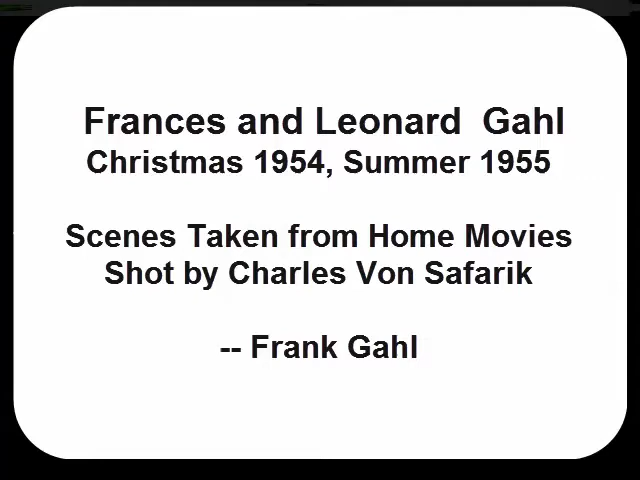 Frances and Leonard  Gahl
Christmas 1954, Summer 1955
Scenes Taken from Home Movies
Shot by Charles Von Safarik
-- Frank Gahl